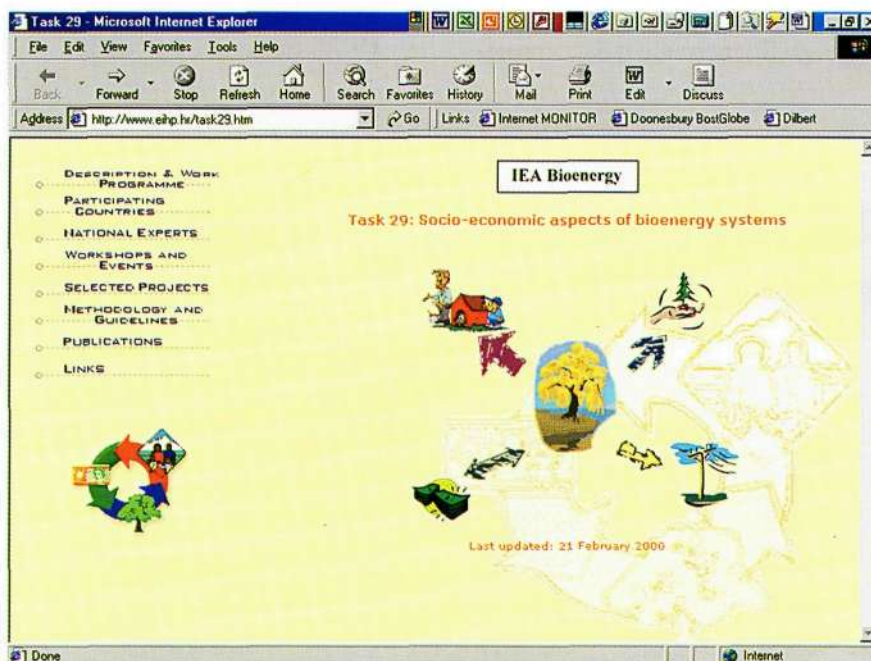 Task 29 - Microsoft Internet Explorer
File Edit View Favorites Tools Help
Back Forward Stop Refresh Home Search Favorites History Mail Print Edit Discuss
Address http://www.eihp.hr/task29.htm Go Links Internet MONITOR Doonesbury BostGlobe Dilbert
DESCRIPTION & WORK
PROGRAMME
PARTICIPATING
COUNTRIES
NATIONAL EXPERTS
WORKSHOPS AND
EVENTS
SELECTED PROJECTS
METHODOLOGY AND
GUIDELINES
PUBLICATIONS
LINKS
IEA Bioenergy
Task 29: Socio-economic aspects of bioenergy systems
Last updated: 21 February 2000
Done Internet